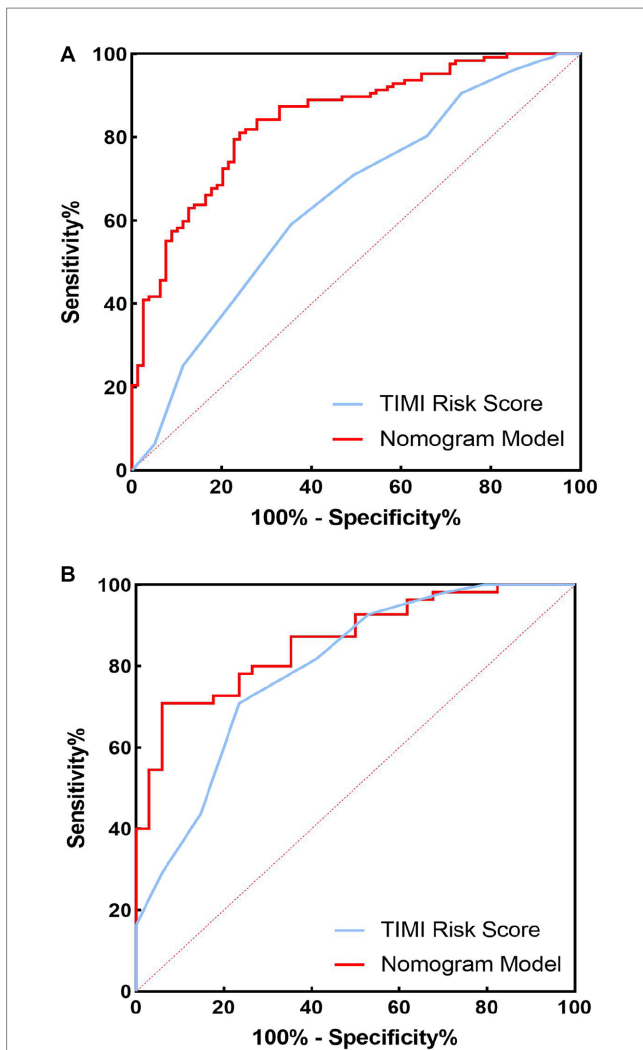 A
100
80
60
40
20
0
Sensitivity%
TIMI Risk Score
Nomogram Model
0 20 40 60 80 100
100% - Specificity%
B
100
80
60
40
20
0
Sensitivity%
TIMI Risk Score
Nomogram Model
0 20 40 60 80 100
100% - Specificity%